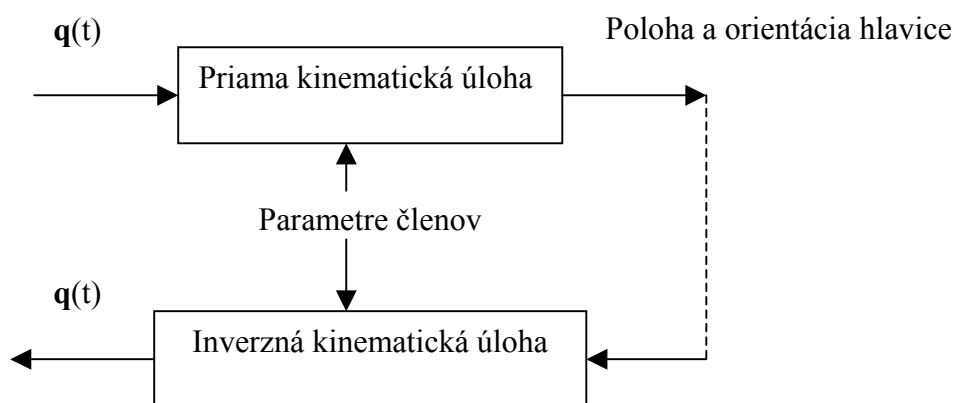 q(t)
Poloha a orientácia hlavice
Priama kinematická úloha
Parametre členov
q(t)
Inverzná kinematická úloha